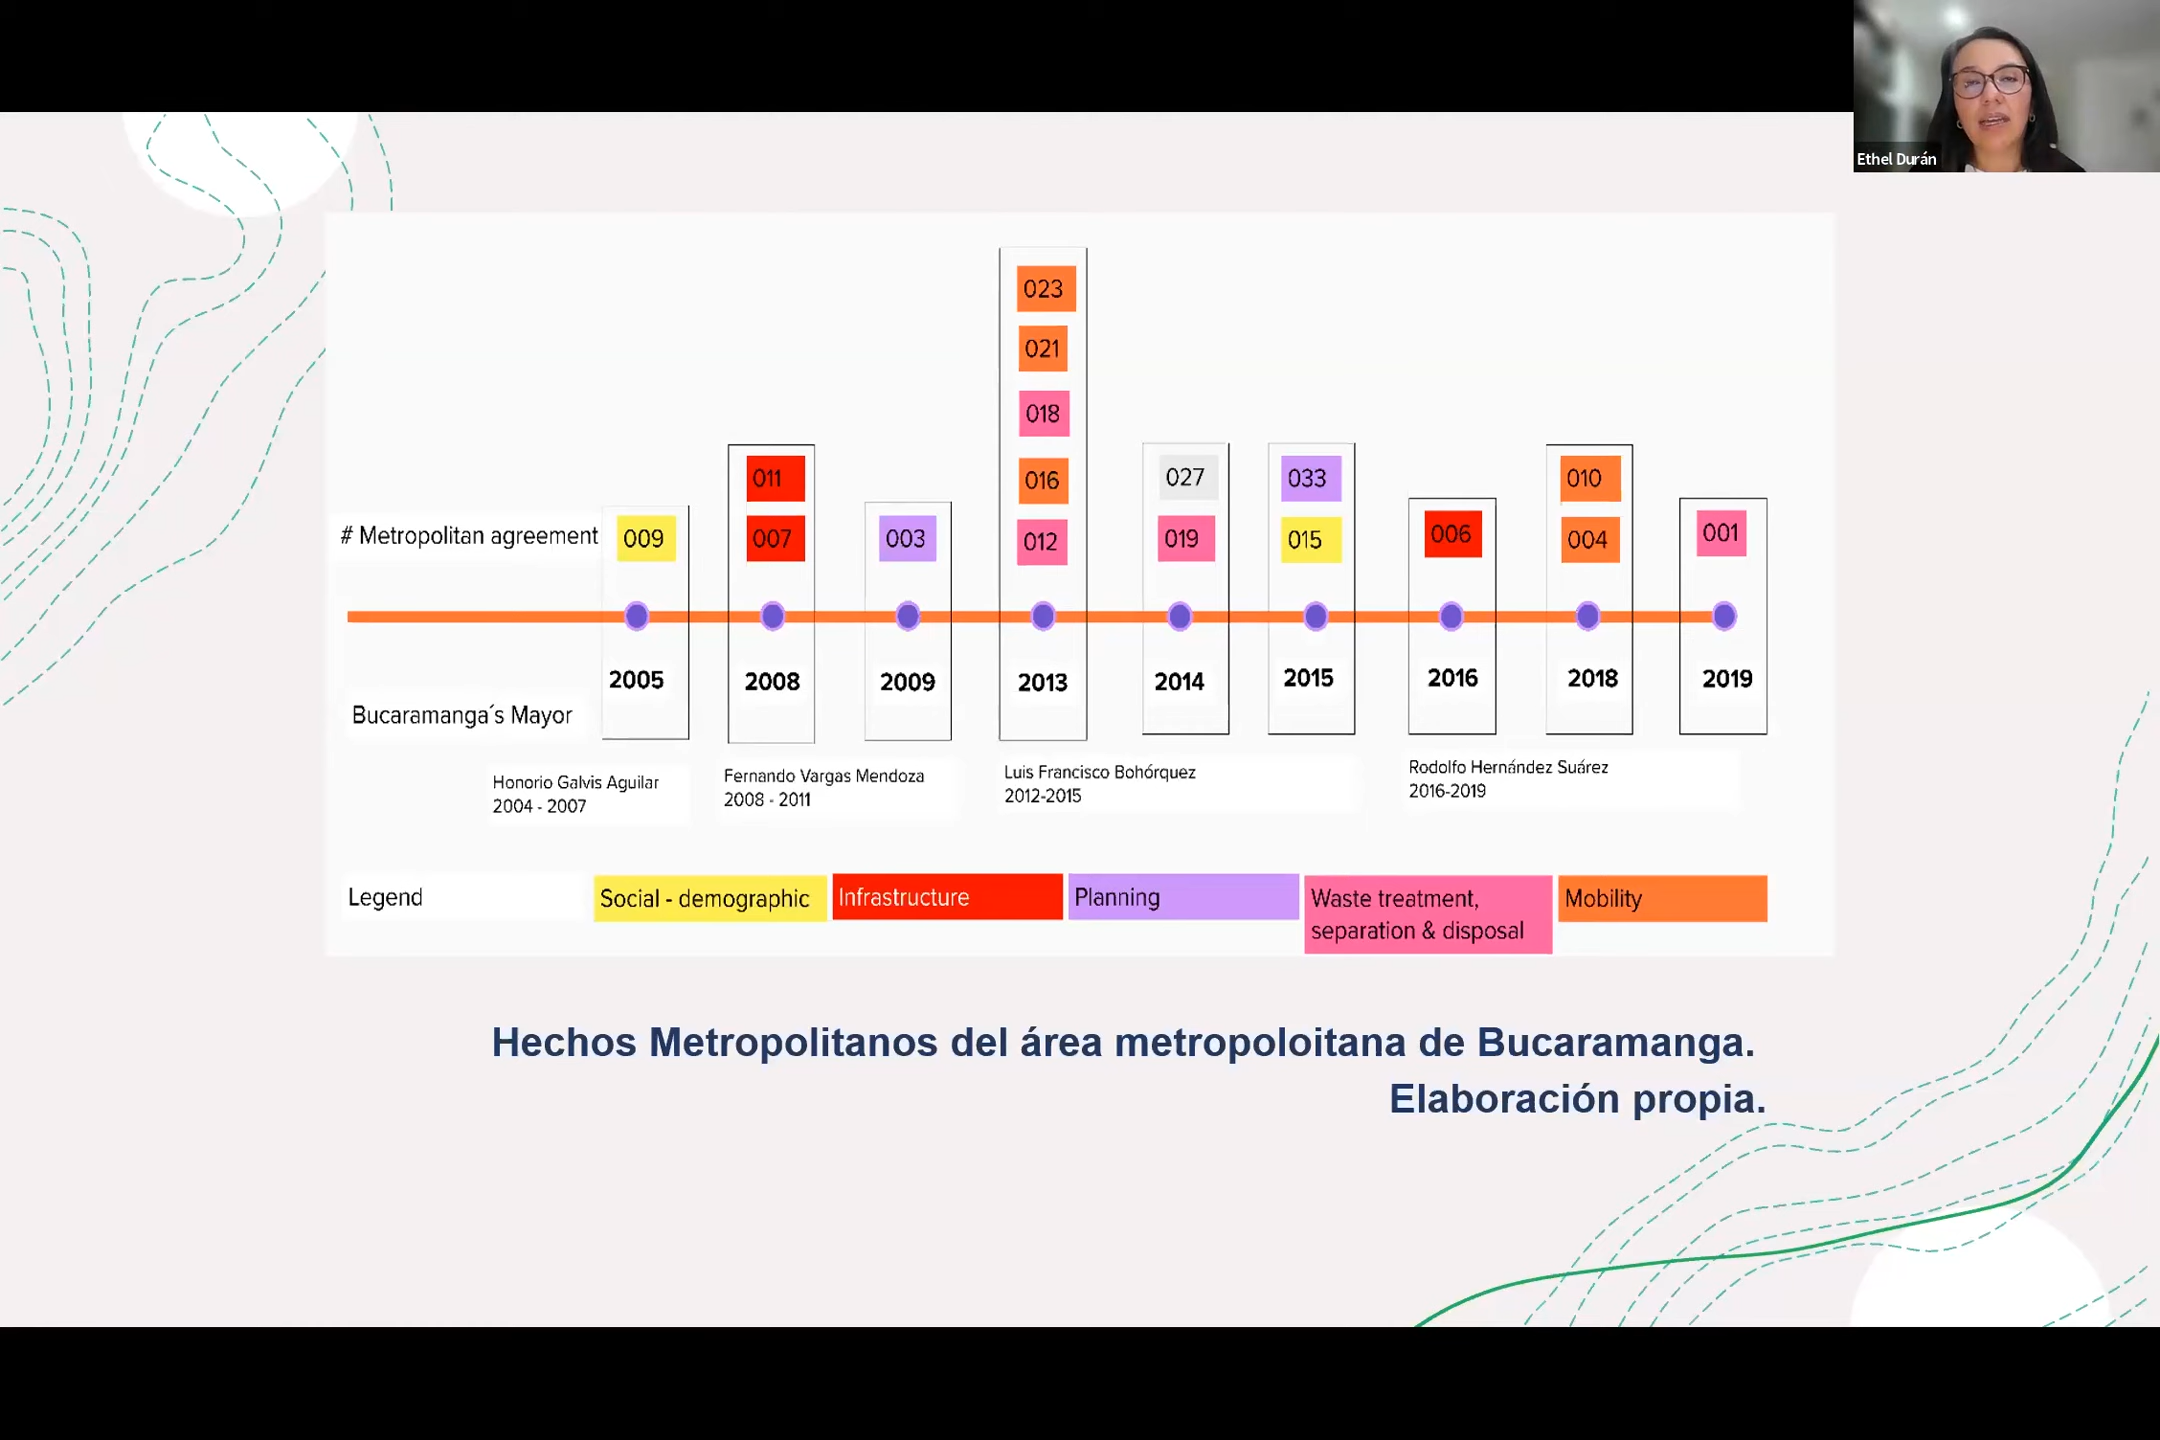 Ethel Durán
023
021
018
016
012
011
007
027
019
033
015
010
004
# Metropolitan agreement
009
003
006
001
2005
2008
2009
2013
2014
2015
2016
2018
2019
Bucaramanga´s Mayor
Honorio Galvis Aguilar
2004 - 2007
Fernando Vargas Mendoza
2008 - 2011
Luis Francisco Bohórquez
2012-2015
Rodolfo Hernández Suárez
2016-2019
Legend
Social - demographic
Infrastructure
Planning
Waste treatment,
separation & disposal
Mobility
Hechos Metropolitanos del área metropoloitana de Bucaramanga.
Elaboración propia.